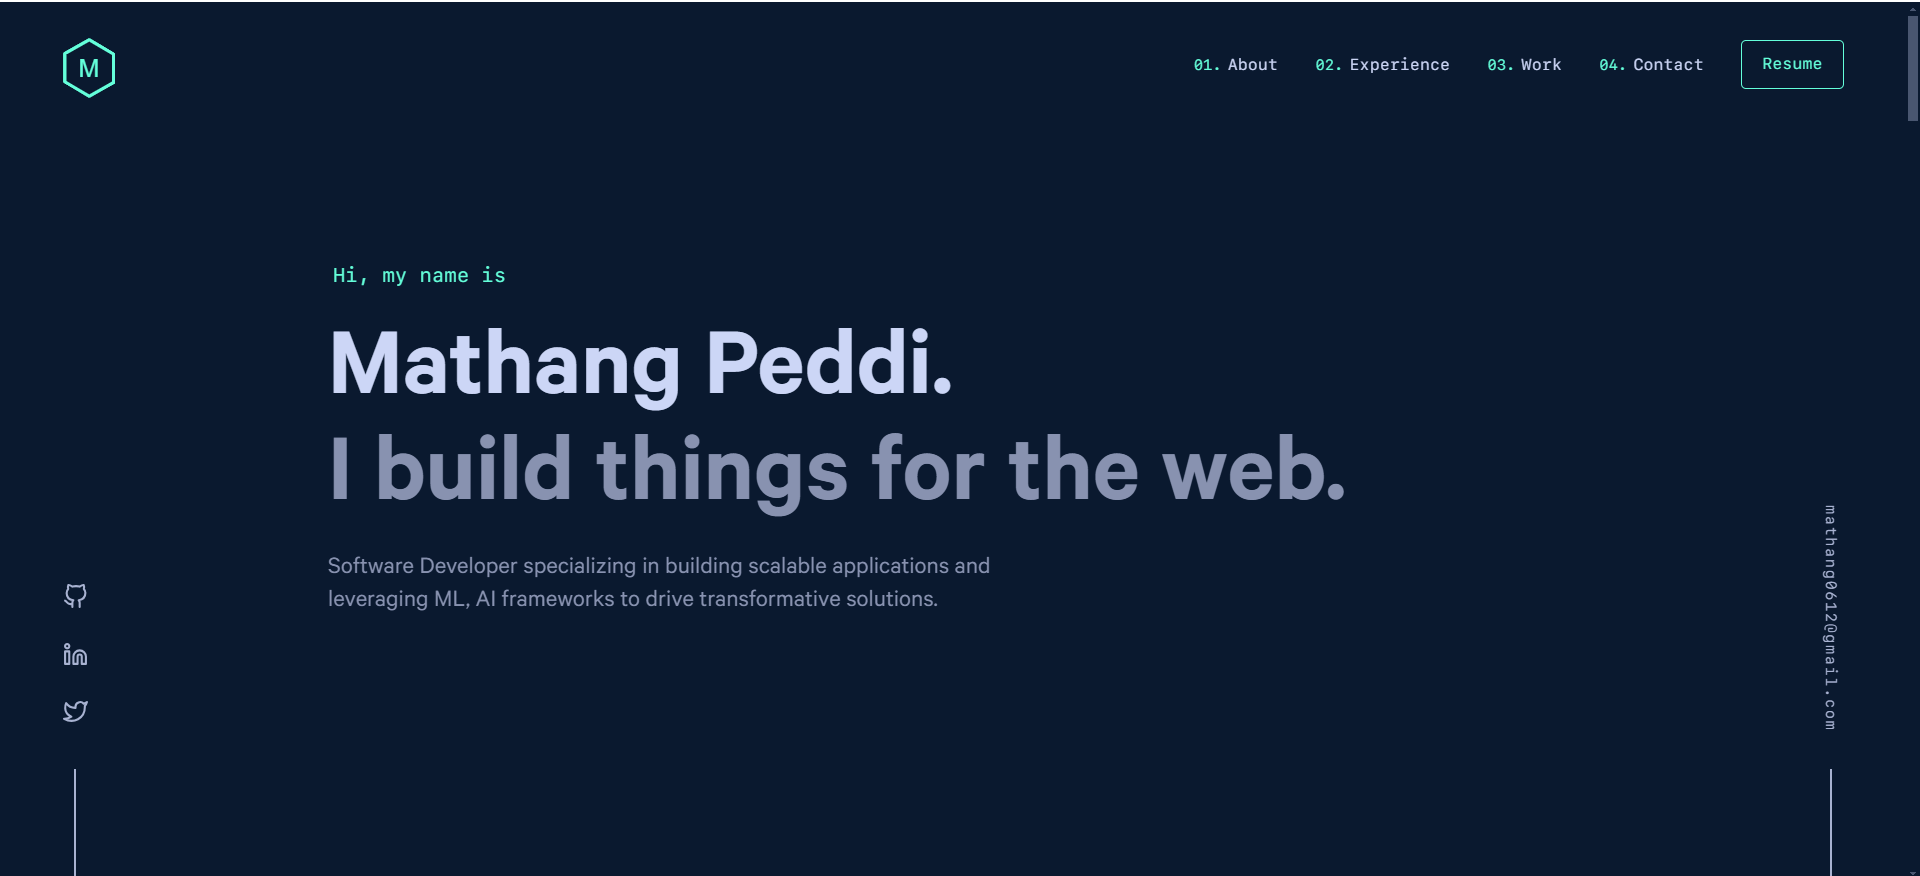 M
01. About 02. Experience 03. Work 04. Contact Resume
Hi, my name is
Mathang Peddi.
I build things for the web.
Software Developer specializing in building scalable applications and
leveraging ML, AI frameworks to drive transformative solutions.
in
mathang0612@gmail.com